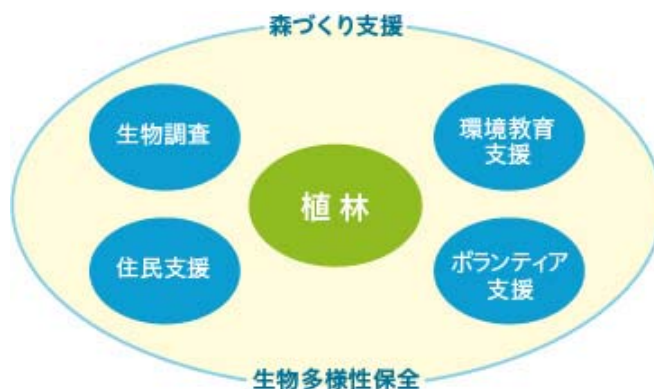 森づくり支援
生物調査
環境教育
支援
植林
住民支援
ボランティア
支援
生物多様性保全